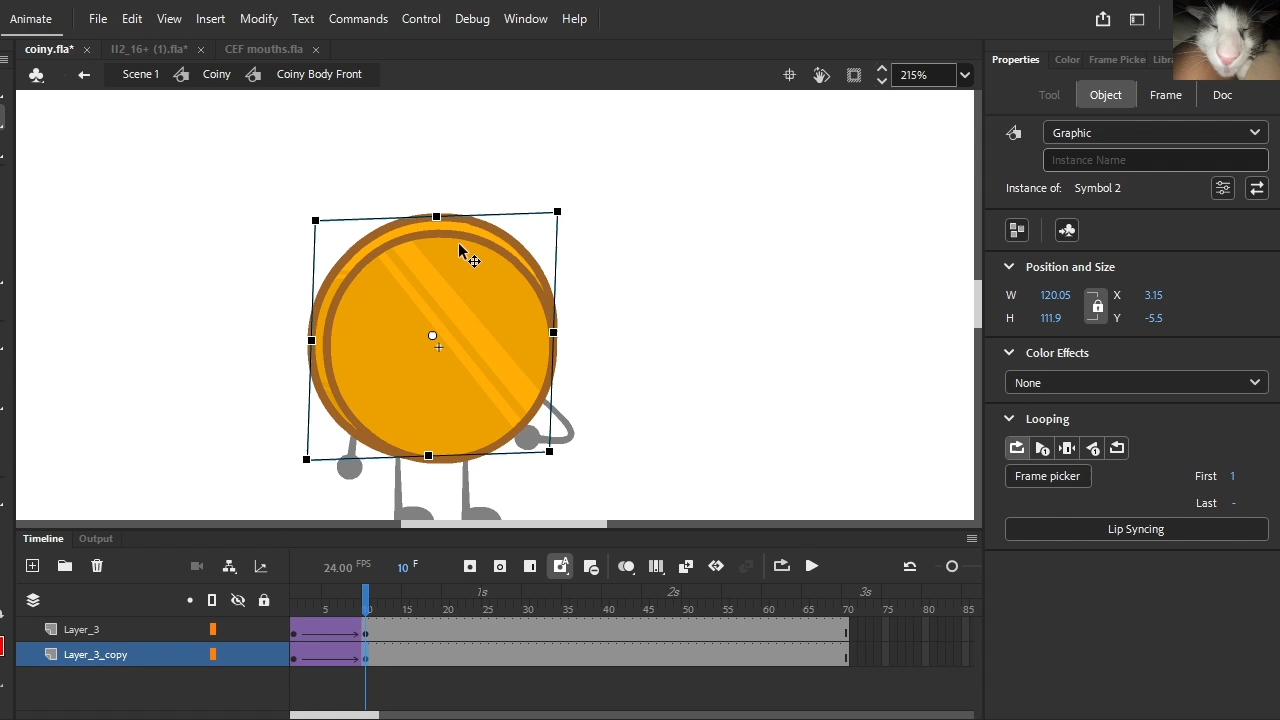 Animate File Edit View Insert Modify Text Commands Control Debug Window Help
coiny.fla* II2_16+ (1).fla* CEF mouths.fla
Scene 1 Coiny Coiny Body Front 215%
Properties Color Frame Picke
Tool Object Frame Doc
Graphic
Instance Name
Instance of: Symbol 2
Position and Size
W 120.05 X 3.15
H 111.9 Y -5.5
Color Effects
None
Looping
Frame picker First 1
Last -
Lip Syncing
Timeline Output
24.00 FPS 10 F
1s 2s 3s
5 10 15 20 25 30 35 40 45 50 55 60 65 70 75 80 85
Layer_3
Layer_3_copy